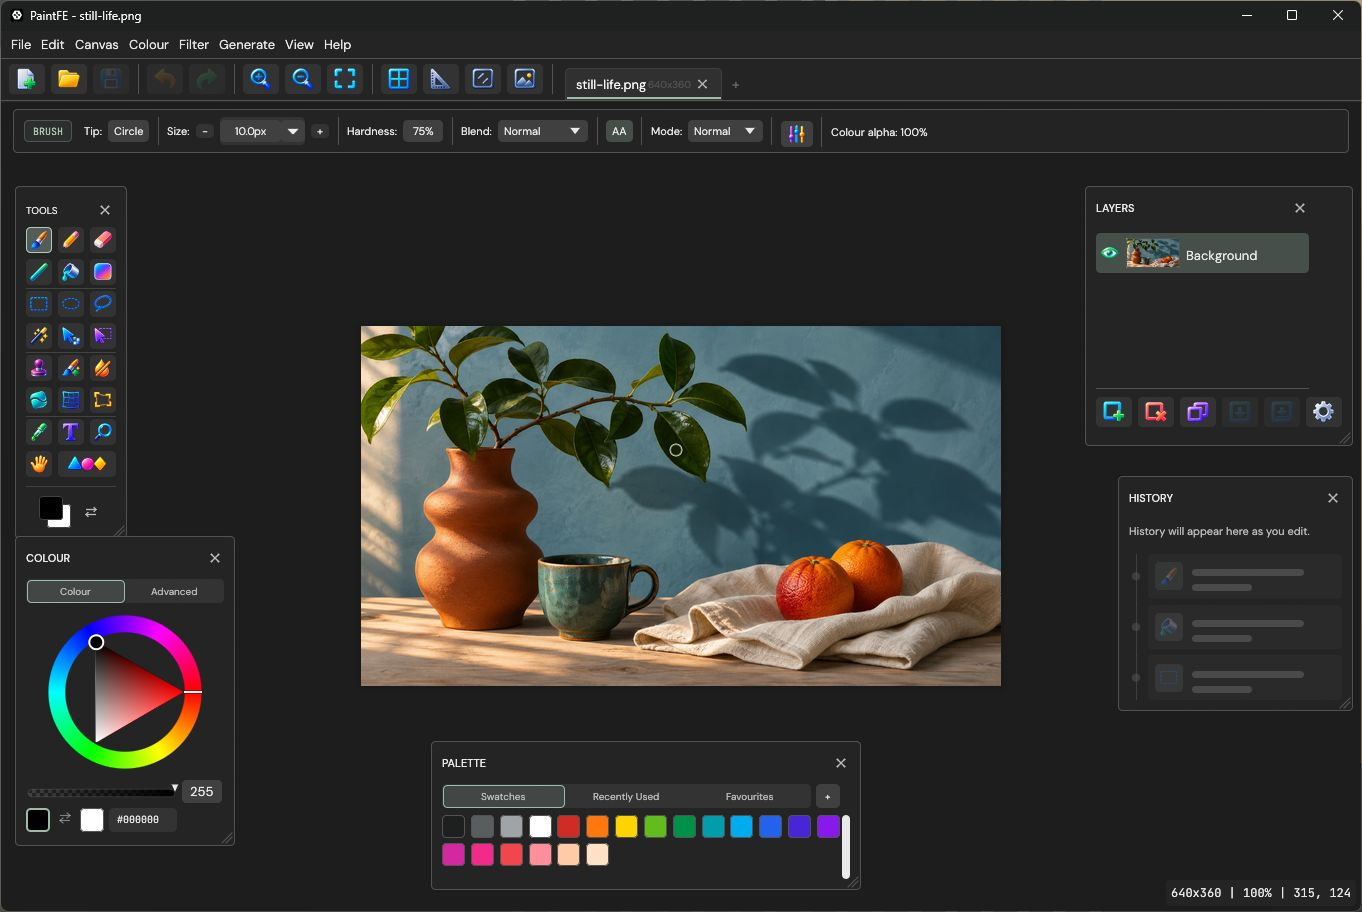 PaintFE - still-life.png
File Edit Canvas Colour Filter Generate View Help
still-life.png 640x360
+
BRUSH Tip: Circle Size: - 10.0px + Hardness: 75% Blend: Normal AA Mode: Normal Colour alpha: 100%
TOOLS
LAYERS
Background
HISTORY
History will appear here as you edit.
COLOUR
Colour Advanced
255
#000000
PALETTE
Swatches Recently Used Favourites +
640x360 | 100% | 315, 124